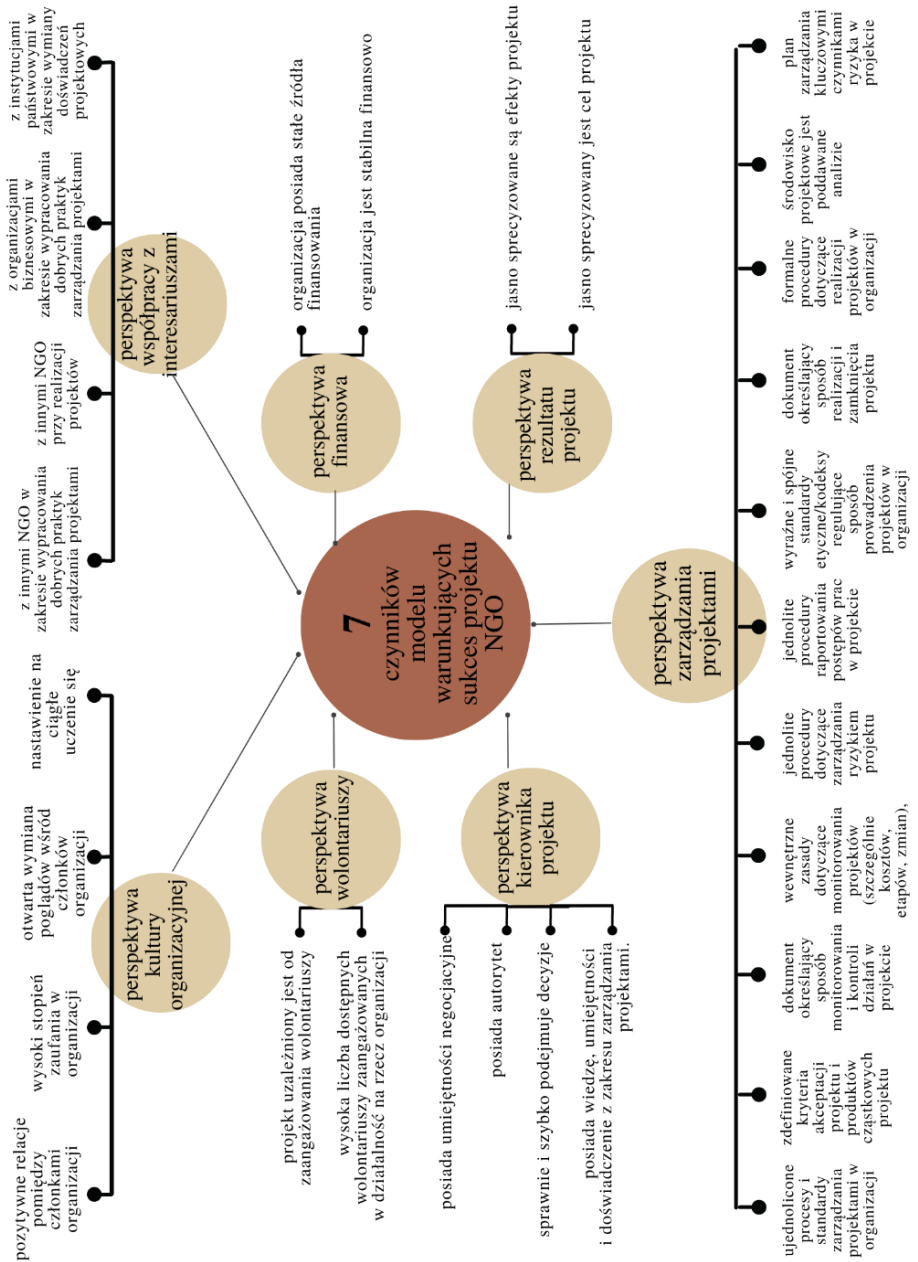 pozytywne relacje
pomiędzy
członkami
organizacji
wysoki stopień
zaufania w
organizacji
otwarta wymiana
poglądów wśród
członków
organizacji
nastawienie na
ciągłe
uczenie się
z innymi NGO w
zakresie wypracowania
dobrych praktyk
zarządzania projektami
z innymi NGO
przy realizacji
projektów
z organizacjami
biznesowymi w
zakresie wypracowania
dobrych praktyk
zarządzania projektami
z instytucjami
państwowymi w
zakresie wymiany
doświadczeń
projektowych
perspektywa
kultury
organizacyjnej
perspektywa
współpracy z
interesariuszami
projekt uzależniony jest od
zaangażowania wolontariuszy
wysoka liczba dostępnych
wolontariuszy zaangażowanych
w działalność na rzecz organizacji
perspektywa
wolontariuszy
perspektywa
finansowa
organizacja posiada stałe źródła
finansowania
organizacja jest stabilna finansowo
7
czynników
modelu
warunkujących
sukces projektu
NGO
posiada umiejętności negocjacyjne
posiada autorytet
sprawnie i szybko podejmuje decyzje
posiada wiedzę, umiejętności
i doświadczenie z zakresu zarządzania
projektami.
perspektywa
kierownika
projektu
perspektywa
rezultatu
projektu
jasno sprecyzowane są efekty projektu
jasno sprecyzowany jest cel projektu
perspektywa
zarządzania
projektami
ujednolicone
procesy i
standardy
zarządzania
projektami w
organizacji
zdefiniowane
kryteria
akceptacji
projektu i
produktów
cząstkowych
projektu
dokument
określający
sposób
monitorowania
i kontroli
działań w
projekcie
wewnętrzne
zasady
dotyczące
monitorowania
projektów
(szczególnie
kosztów,
etapów, zmian),
jednolite
procedury
dotyczące
zarządzania
ryzykiem
projektu
jednolite
procedury
raportowania
postępów prac
w projekcie
wyraźne i spójne
standardy
etyczne/kodeksy
regulujące
sposób
prowadzenia
projektów w
organizacji
dokument
określający
sposób
realizacji i
zamknięcia
projektu
formalne
procedury
dotyczące
realizacji
projektów w
organizacji
środowisko
projektowe jest
poddawane
analizie
plan
zarządzania
kluczowymi
czynnikami
ryzyka w
projekcie